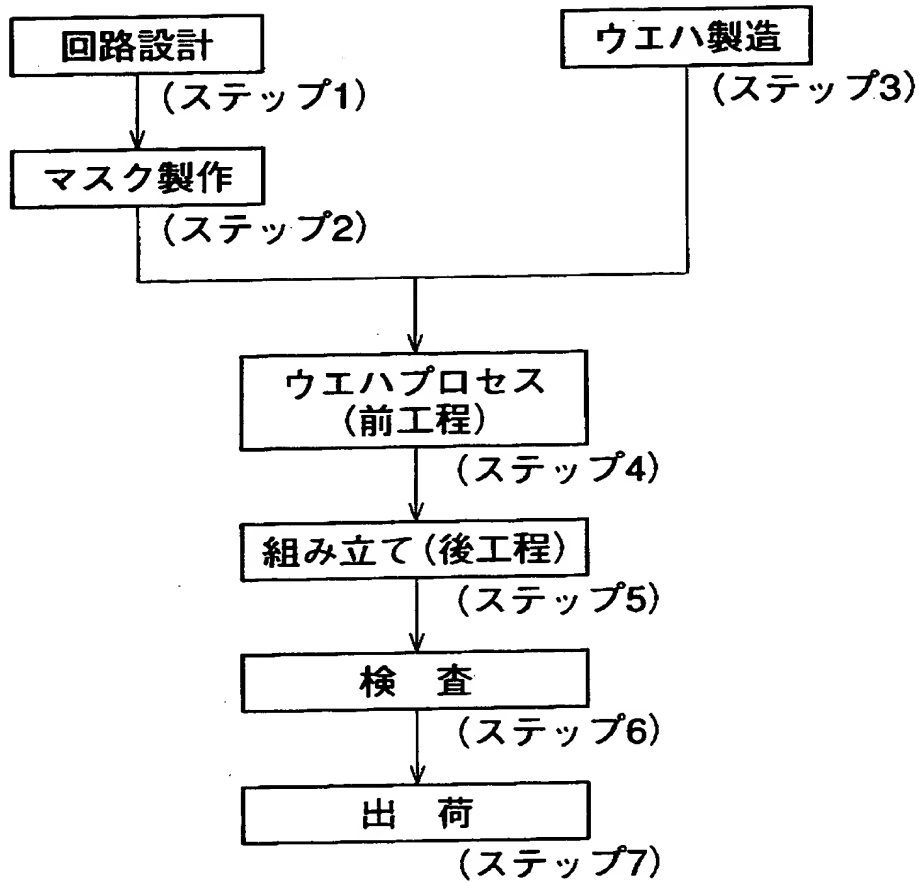 回路設計
(ステップ1)
マスク製作
(ステップ2)
ウエハ製造
(ステップ3)
ウエハプロセス
(前工程)
(ステップ4)
組み立て(後工程)
(ステップ5)
検 査
(ステップ6)
出 荷
(ステップ7)